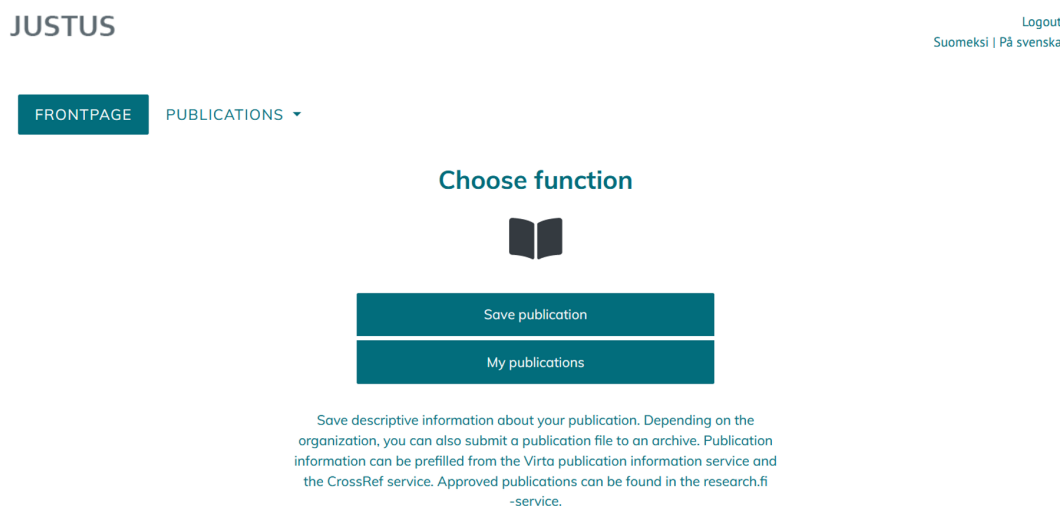 JUSTUS
Logout
Suomeksi | På svenska
FRONTPAGE PUBLICATIONS
Choose function
Save publication
My publications
Save descriptive information about your publication. Depending on the
organization, you can also submit a publication file to an archive. Publication
information can be prefilled from the Virta publication information service and
the CrossRef service. Approved publications can be found in the research.fi
-service.